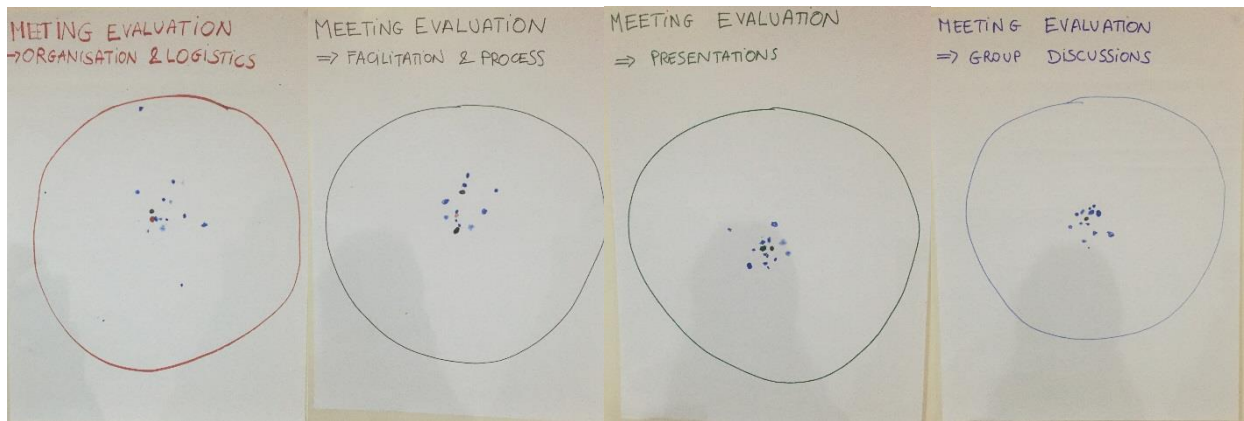 MEETING EVALUATION
→ ORGANISATION & LOGISTICS
MEETING EVALUATION
⇒ FACILITATION & PROCESS
MEETING EVALUATION
⇒ PRESENTATIONS
MEETING EVALUATION
⇒ GROUP DISCUSSIONS